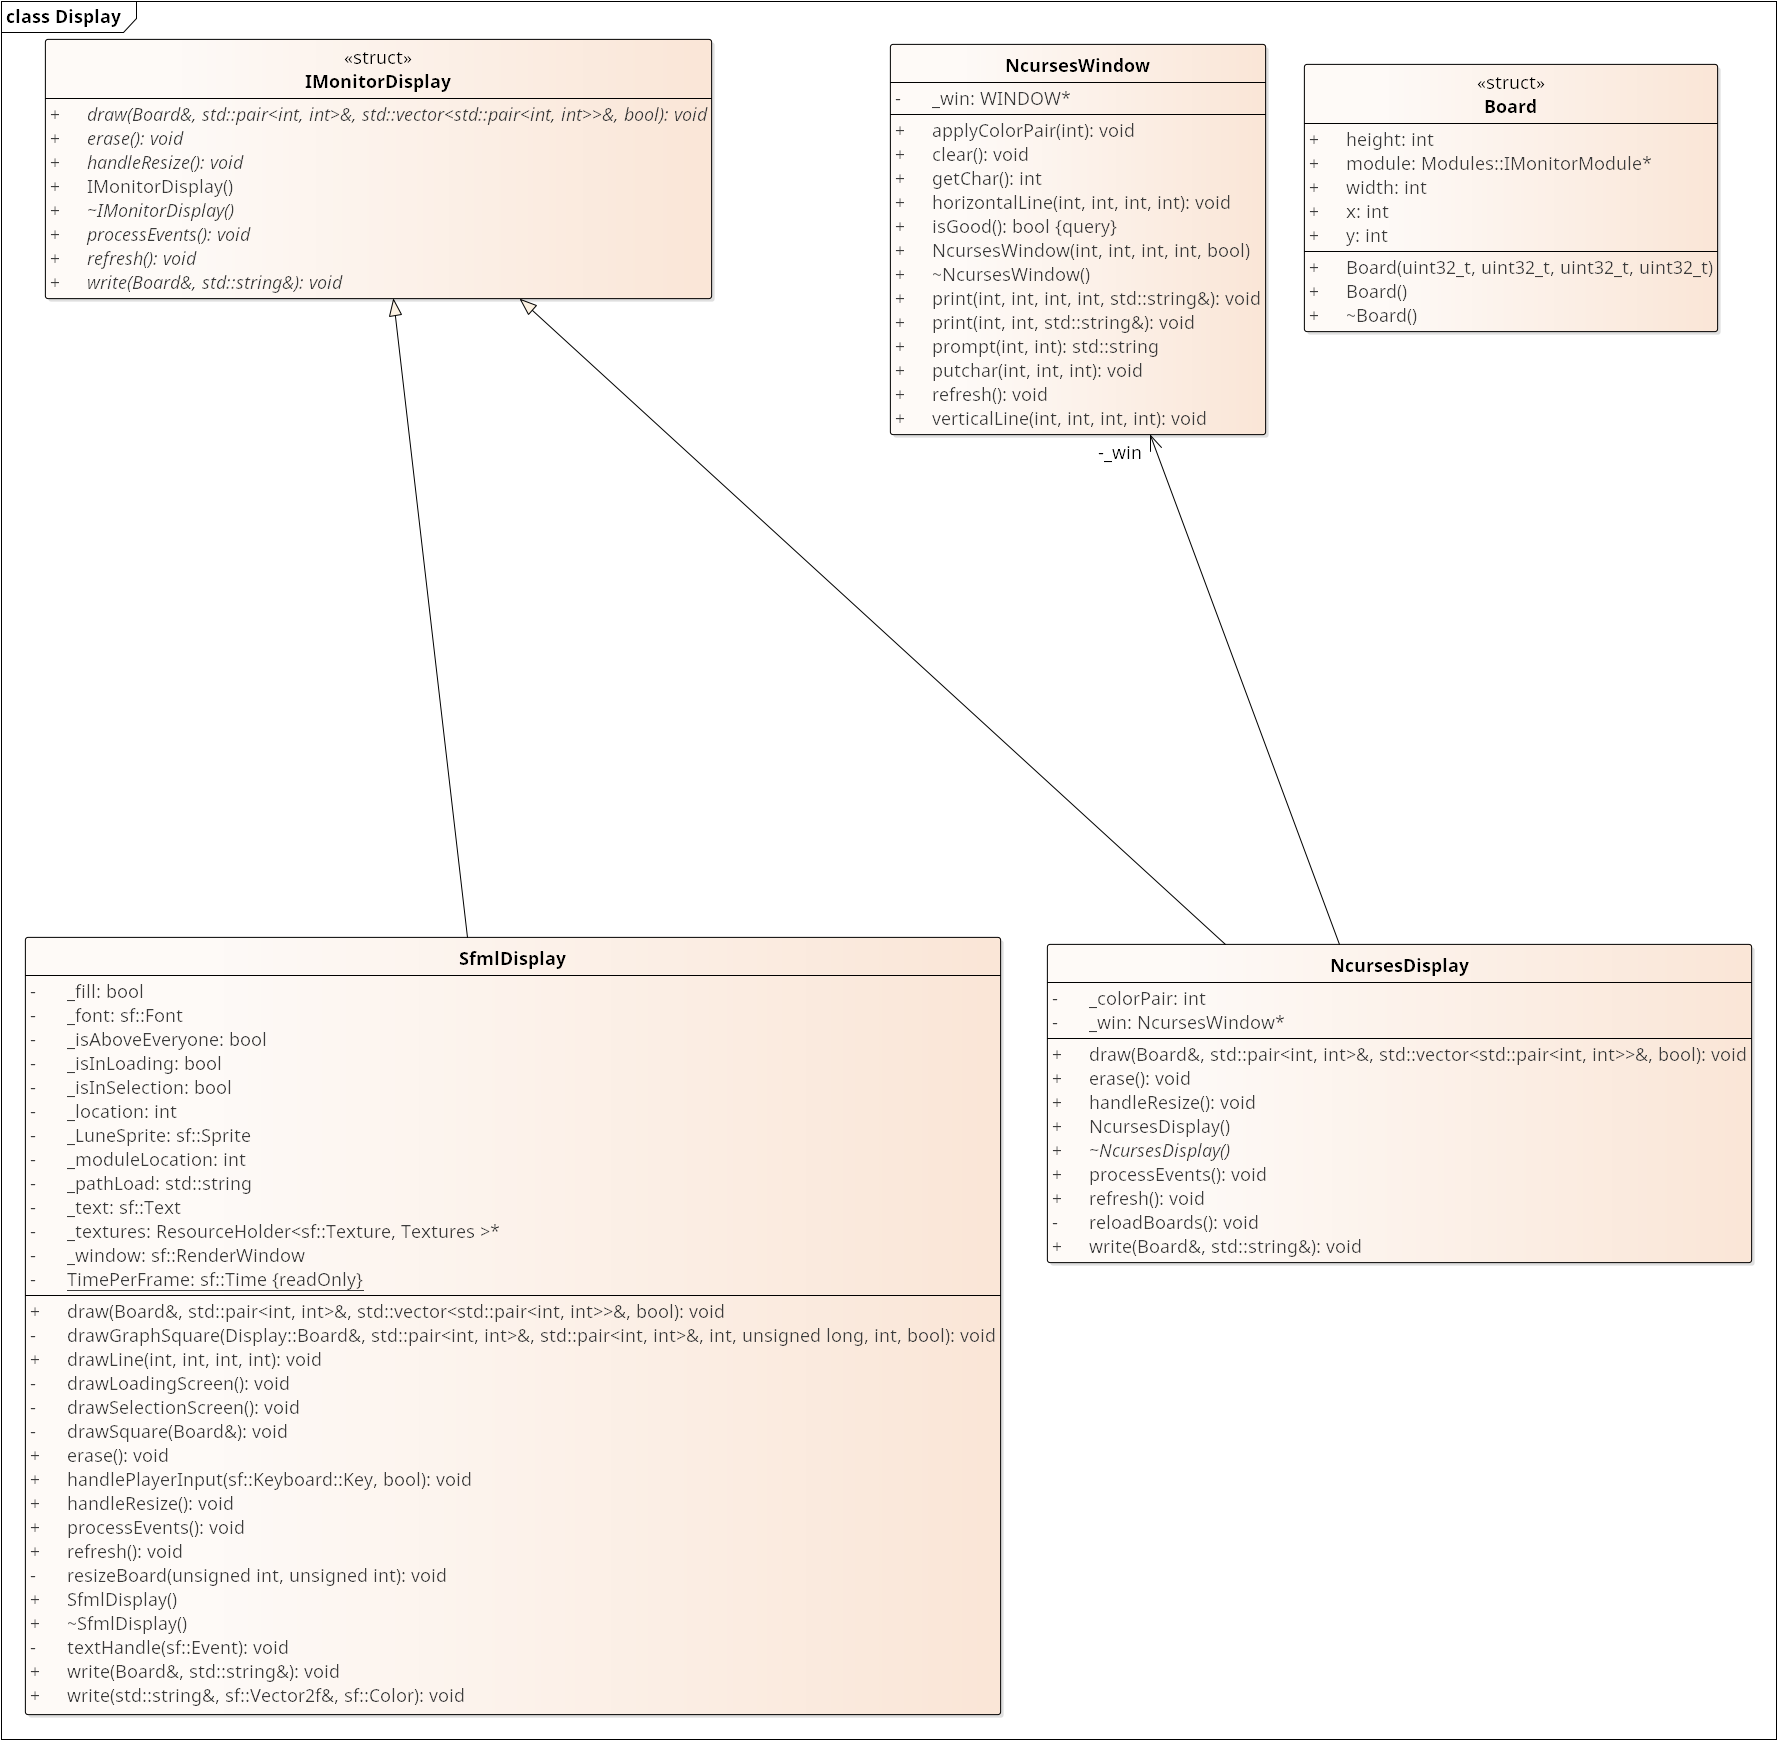 class Display
«struct»
IMonitorDisplay
+ draw(Board&, std::pair<int, int>&, std::vector<std::pair<int, int>>&, bool): void
+ erase(): void
+ handleResize(): void
+ IMonitorDisplay()
+ ~IMonitorDisplay()
+ processEvents(): void
+ refresh(): void
+ write(Board&, std::string&): void
NcursesWindow
- _win: WINDOW*
+ applyColorPair(int): void
+ clear(): void
+ getChar(): int
+ horizontalLine(int, int, int, int): void
+ isGood(): bool {query}
+ NcursesWindow(int, int, int, int, bool)
+ ~NcursesWindow()
+ print(int, int, int, int, std::string&): void
+ print(int, int, std::string&): void
+ prompt(int, int): std::string
+ putchar(int, int, int): void
+ refresh(): void
+ verticalLine(int, int, int, int): void
«struct»
Board
+ height: int
+ module: Modules::IMonitorModule*
+ width: int
+ x: int
+ y: int
+ Board(uint32_t, uint32_t, uint32_t, uint32_t)
+ Board()
+ ~Board()
-_win
SfmlDisplay
- _fill: bool
- _font: sf::Font
- _isAboveEveryone: bool
- _isInLoading: bool
- _isInSelection: bool
- _location: int
- _LuneSprite: sf::Sprite
- _moduleLocation: int
- _pathLoad: std::string
- _text: sf::Text
- _textures: ResourceHolder<sf::Texture, Textures >*
- _window: sf::RenderWindow
- TimePerFrame: sf::Time {readOnly}
+ draw(Board&, std::pair<int, int>&, std::vector<std::pair<int, int>>&, bool): void
- drawGraphSquare(Display::Board&, std::pair<int, int>&, std::pair<int, int>&, int, unsigned long, int, bool): void
+ drawLine(int, int, int, int): void
- drawLoadingScreen(): void
- drawSelectionScreen(): void
- drawSquare(Board&): void
+ erase(): void
+ handlePlayerInput(sf::Keyboard::Key, bool): void
+ handleResize(): void
+ processEvents(): void
+ refresh(): void
- resizeBoard(unsigned int, unsigned int): void
+ SfmlDisplay()
+ ~SfmlDisplay()
- textHandle(sf::Event): void
+ write(Board&, std::string&): void
+ write(std::string&, sf::Vector2f&, sf::Color): void
NcursesDisplay
- _colorPair: int
- _win: NcursesWindow*
+ draw(Board&, std::pair<int, int>&, std::vector<std::pair<int, int>>&, bool): void
+ erase(): void
+ handleResize(): void
+ NcursesDisplay()
+ ~NcursesDisplay()
+ processEvents(): void
+ refresh(): void
- reloadBoards(): void
+ write(Board&, std::string&): void